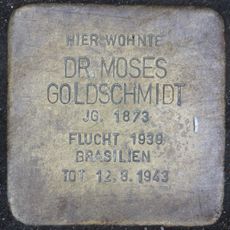 HIER WOHNTE
DR. MOSES
GOLDSCHMIDT
JG. 1873
FLUCHT 1939
BRASILIEN
TOT 12.8.1943